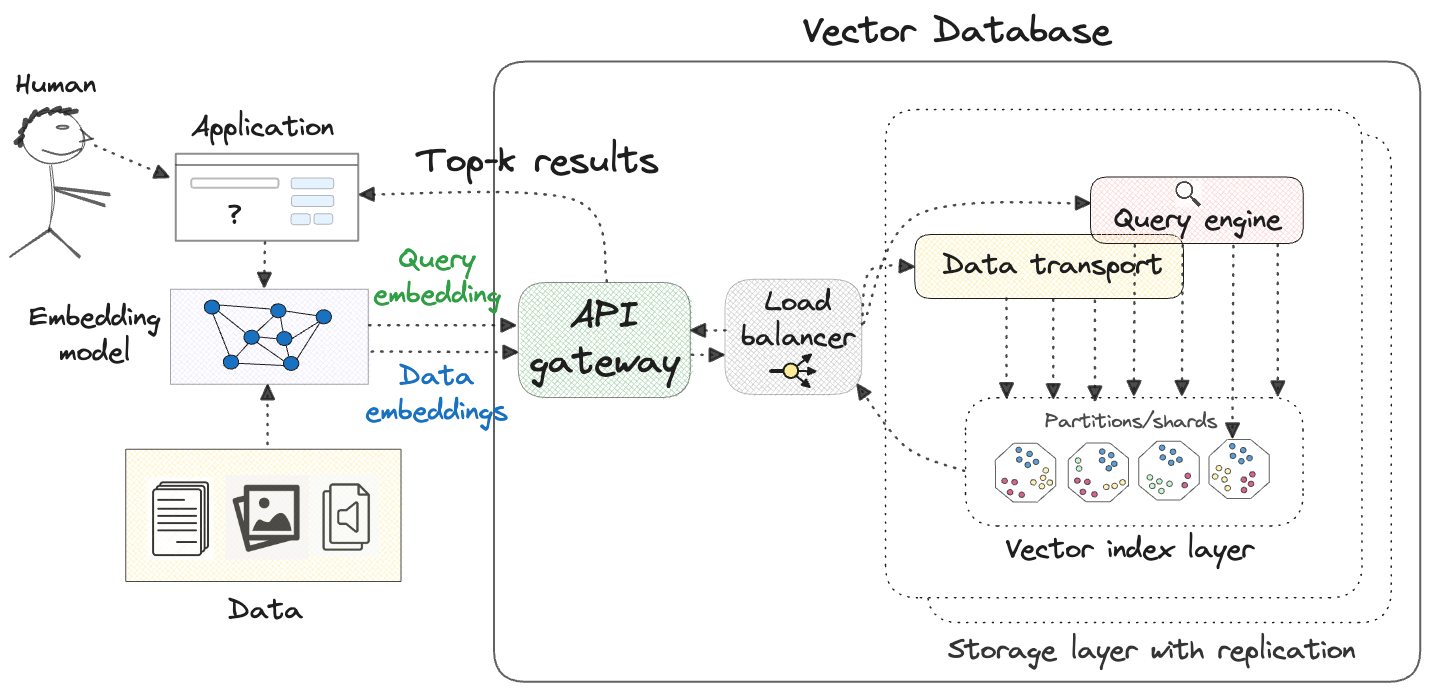 Vector Database
Human
Application
?
Top-k results
Query
embedding
Embedding
model
Data
embeddings
Data
API
gateway
Load
balancer
Query engine
Data transport
Partitions/shards
Vector index layer
Storage layer with replication